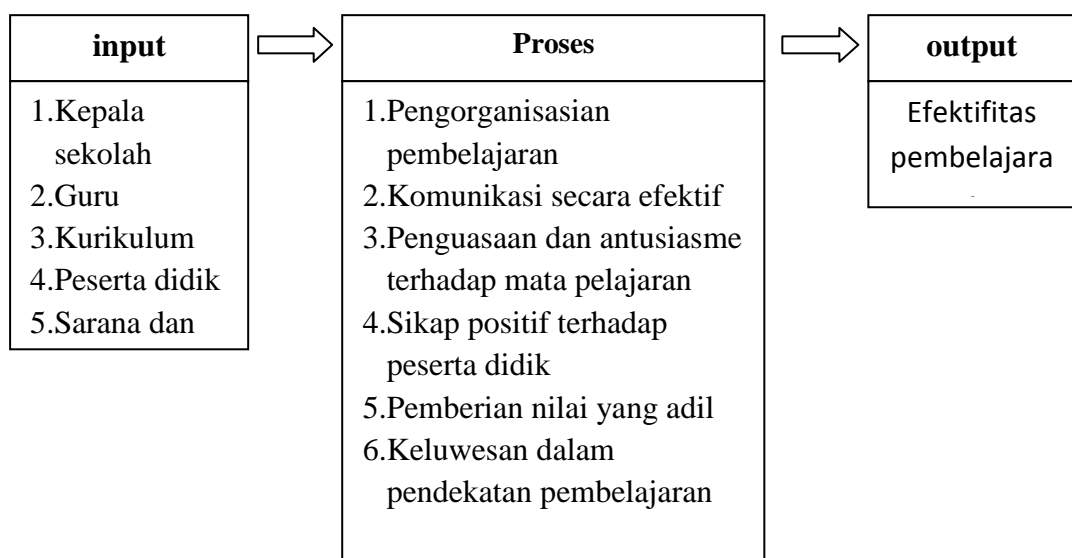 input
1.Kepala
sekolah
2.Guru
3.Kurikulum
4.Peserta didik
5.Sarana dan
Proses
1.Pengorganisasian
pembelajaran
2.Komunikasi secara efektif
3.Penguasaan dan antusiasme
terhadap mata pelajaran
4.Sikap positif terhadap
peserta didik
5.Pemberian nilai yang adil
6.Keluwesan dalam
pendekatan pembelajaran
output
Efektifitas
pembelajara